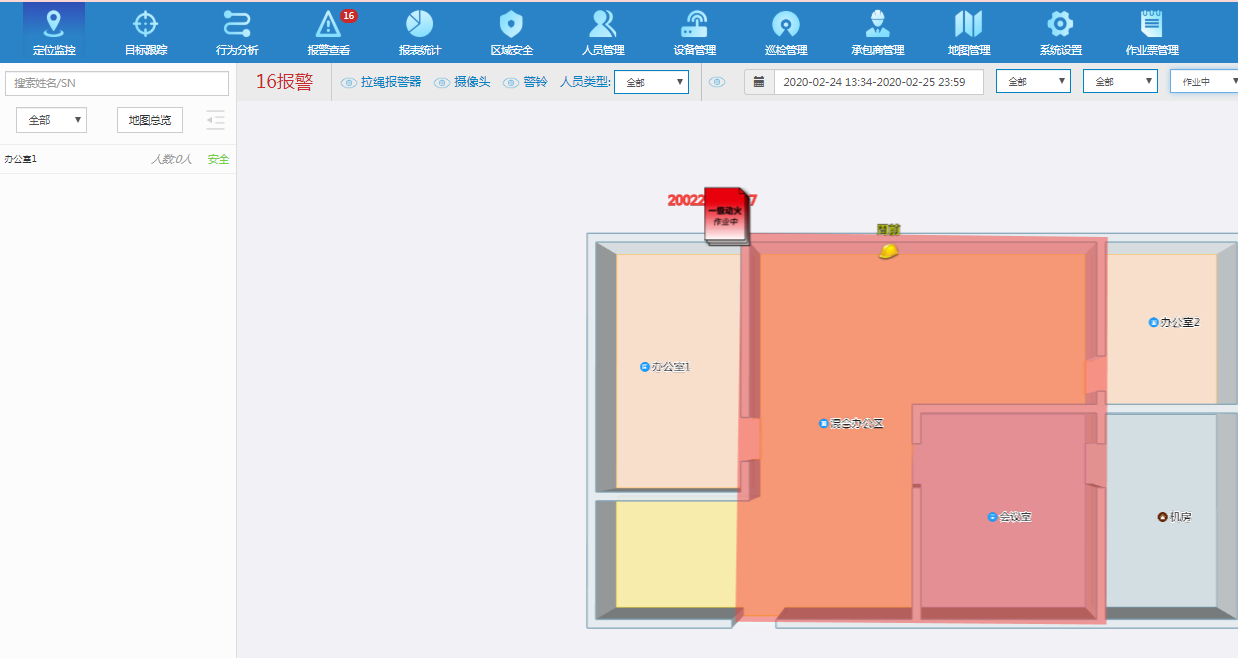 16
定位监控 目标跟踪 行为分析 报警查看 报表统计 区域安全 人员管理 设备管理 巡检管理 承包商管理 地图管理 系统设置 作业票管理
搜索姓名/SN
16报警 拉绳报警器 摄像头 警铃 人员类型: 全部 2020-02-24 13:34-2020-02-25 23:59 全部 全部 作业中
全部 地图总览
办公室1 人数:0人 安全
20022 7
一级动火
作业中
周前
办公室2
办公室1
综合办公区
会议室
机房